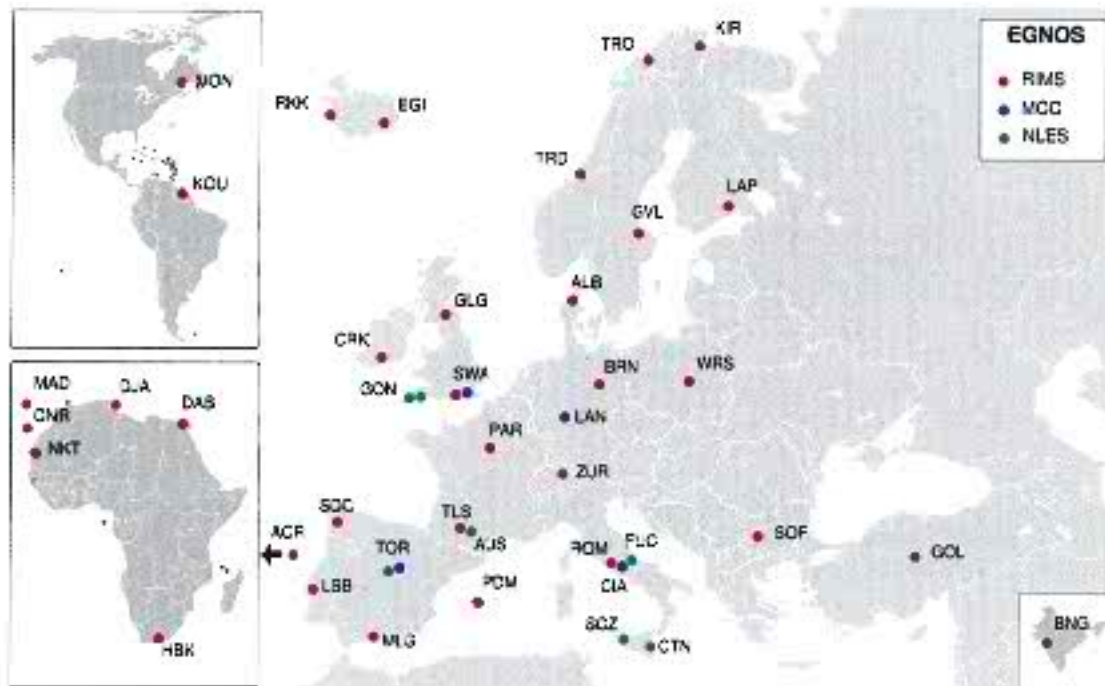 EGNOS
RIMS
MCC
NLES
MON
KOU
RKK
EGI
TRO
KIR
TRD
LAP
GVL
ALB
GLG
CRK
GON
SWA
BRN
WRS
LAN
PAR
ZUR
MAD
DJA
CNR
DAS
NKT
HBK
SDC
TLS
AUS
ACR
TOR
ROM
FUC
CIA
SOF
GOL
LSB
PDM
MLG
SCZ
CTN
BNG